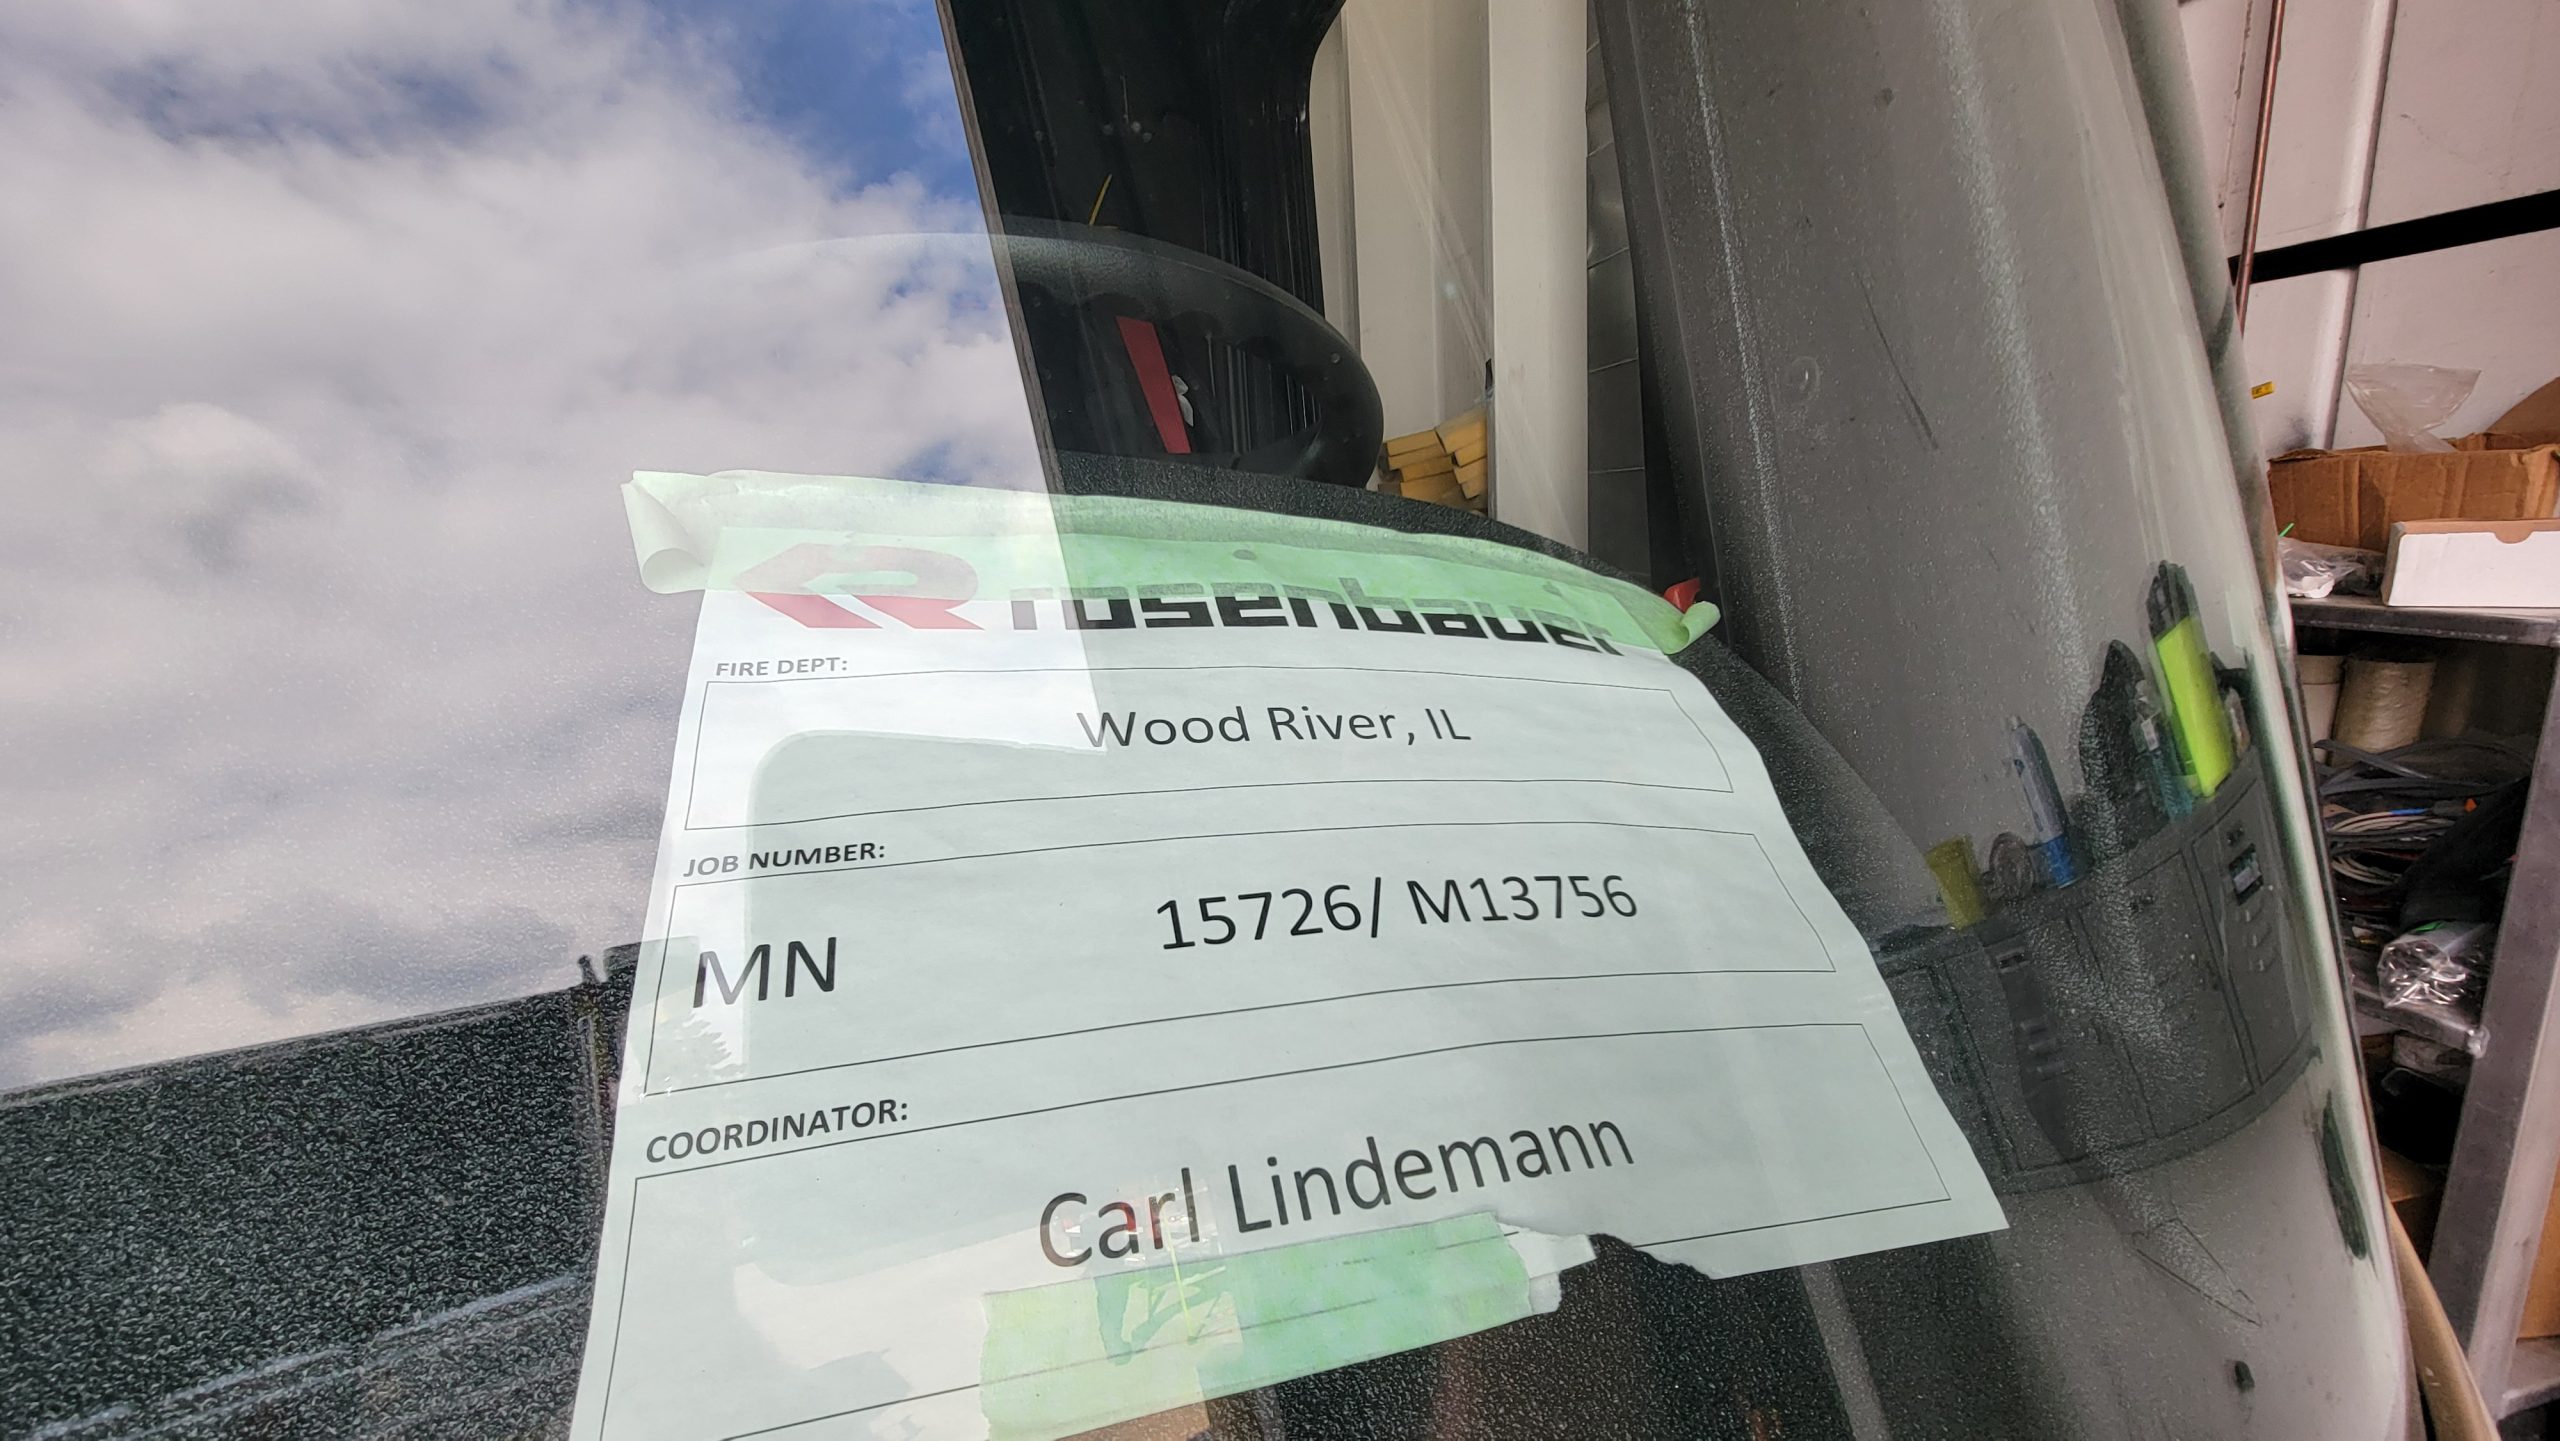 rosenbauer
FIRE DEPT:
Wood River, IL
JOB NUMBER:
MN 15726/ M13756
COORDINATOR:
Carl Lindemann